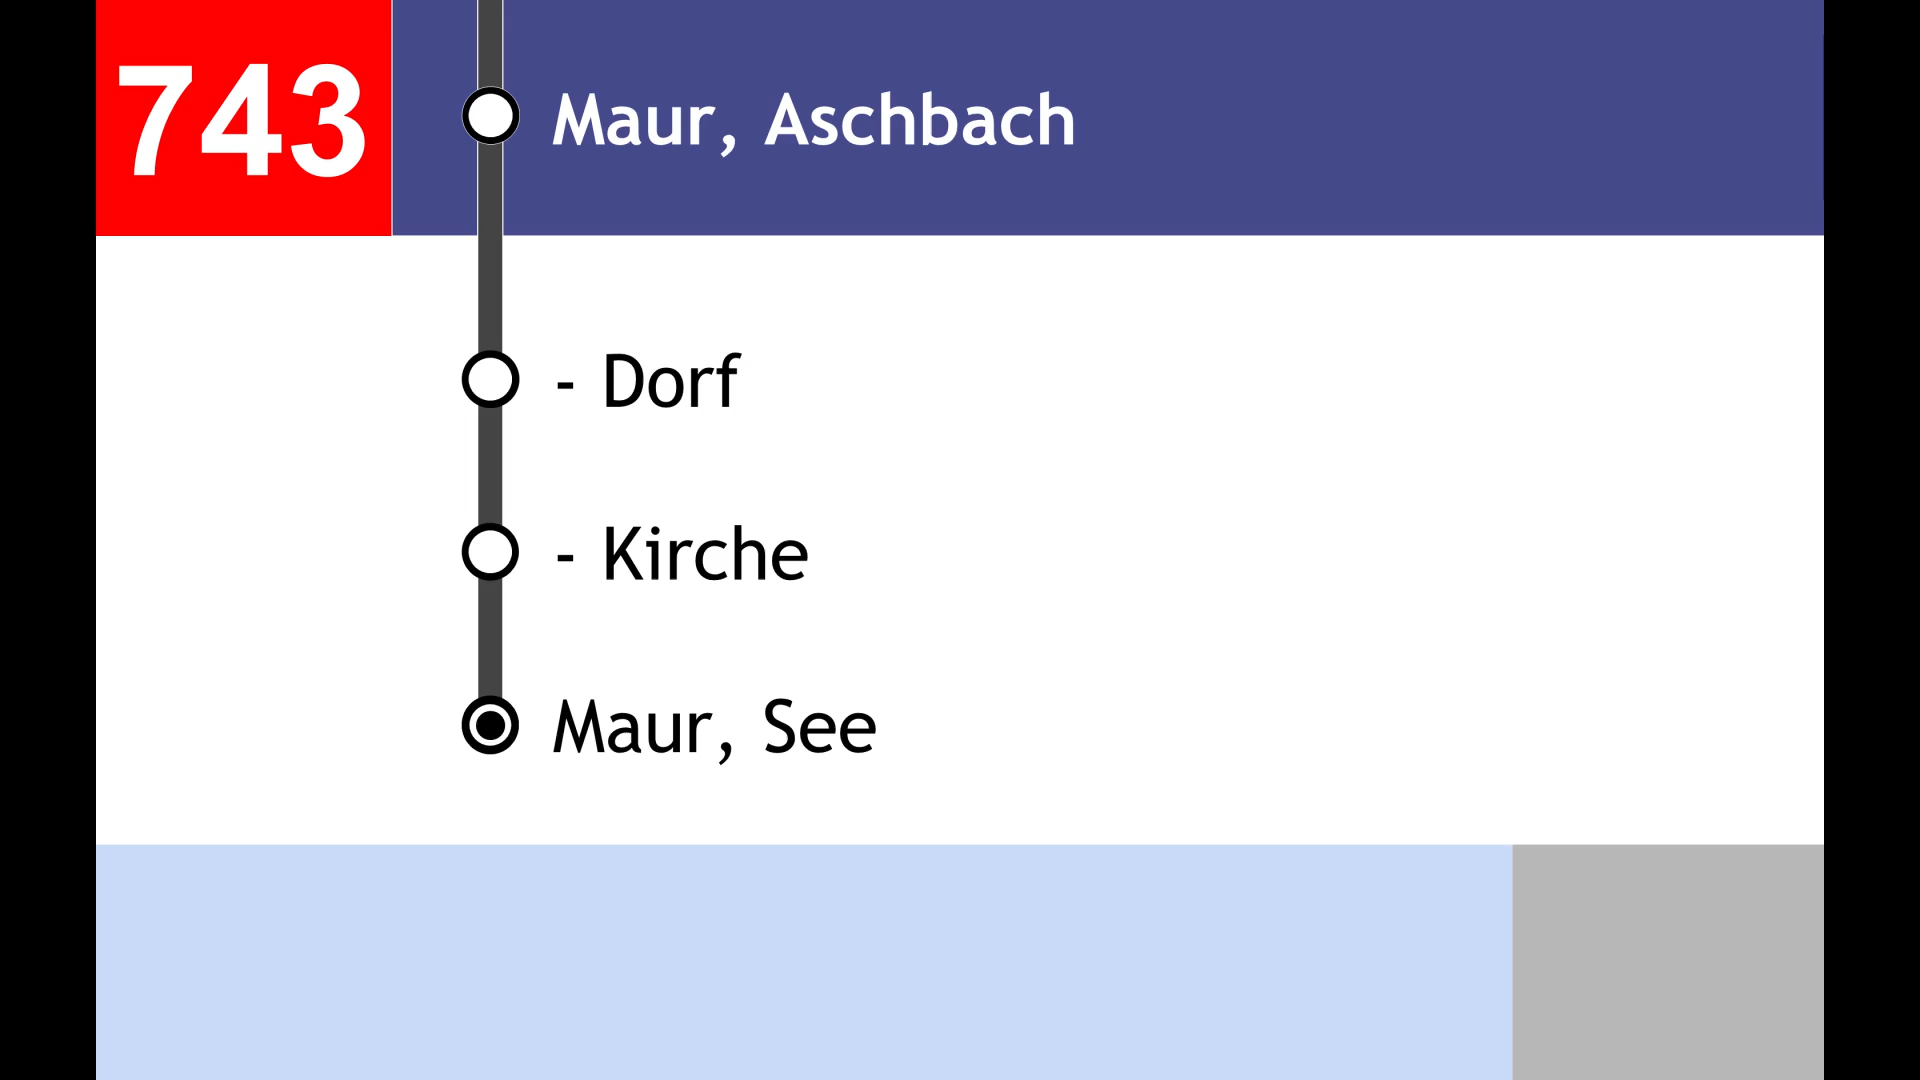 743
Maur, Aschbach
- Dorf
- Kirche
Maur, See